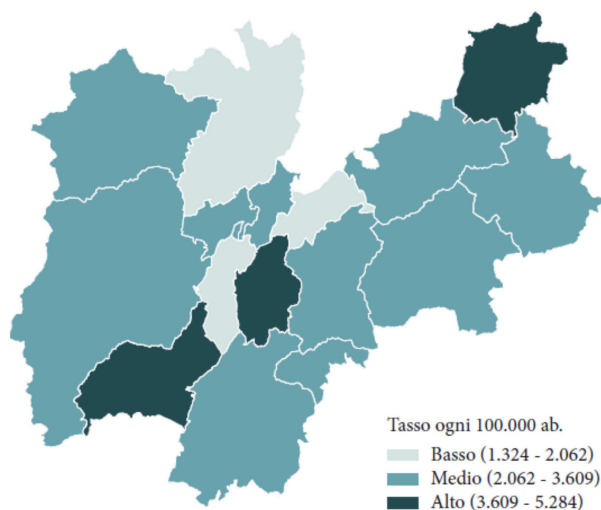 Tasso ogni 100.000 ab.
Basso (1.324 - 2.062)
Medio (2.062 - 3.609)
Alto (3.609 - 5.284)